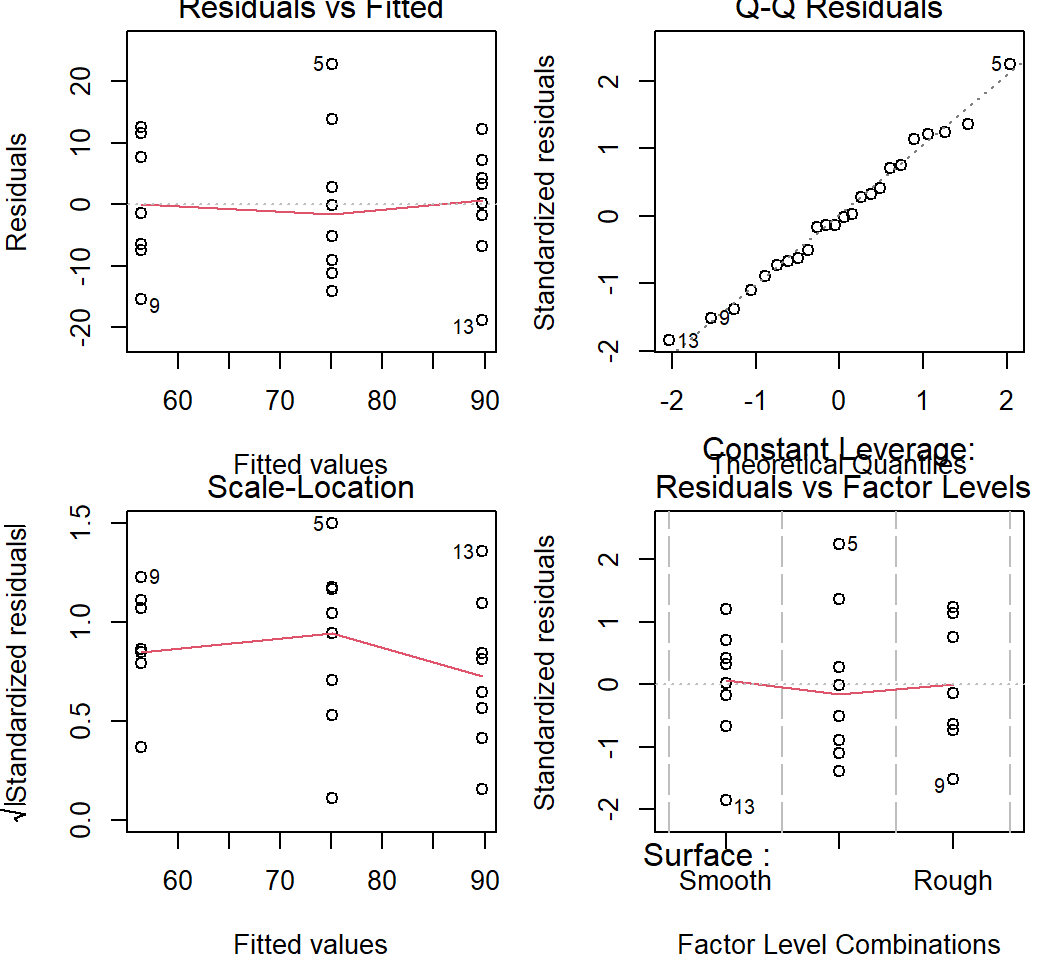 Residuals vs Fitted
Residuals
20
10
0
-10
-20
5
9
13
60 70 80 90
Fitted values
Q-Q Residuals
Standardized residuals
2
1
0
-1
-2
5
9
13
-2 -1 0 1 2
Theoretical Quantiles
Scale-Location
√|Standardized residuals|
1.5
1.0
0.5
0.0
5
13
9
60 70 80 90
Fitted values
Constant Leverage:
Residuals vs Factor Levels
Standardized residuals
2
1
0
-1
-2
5
9
13
Surface :
Smooth Rough
Factor Level Combinations